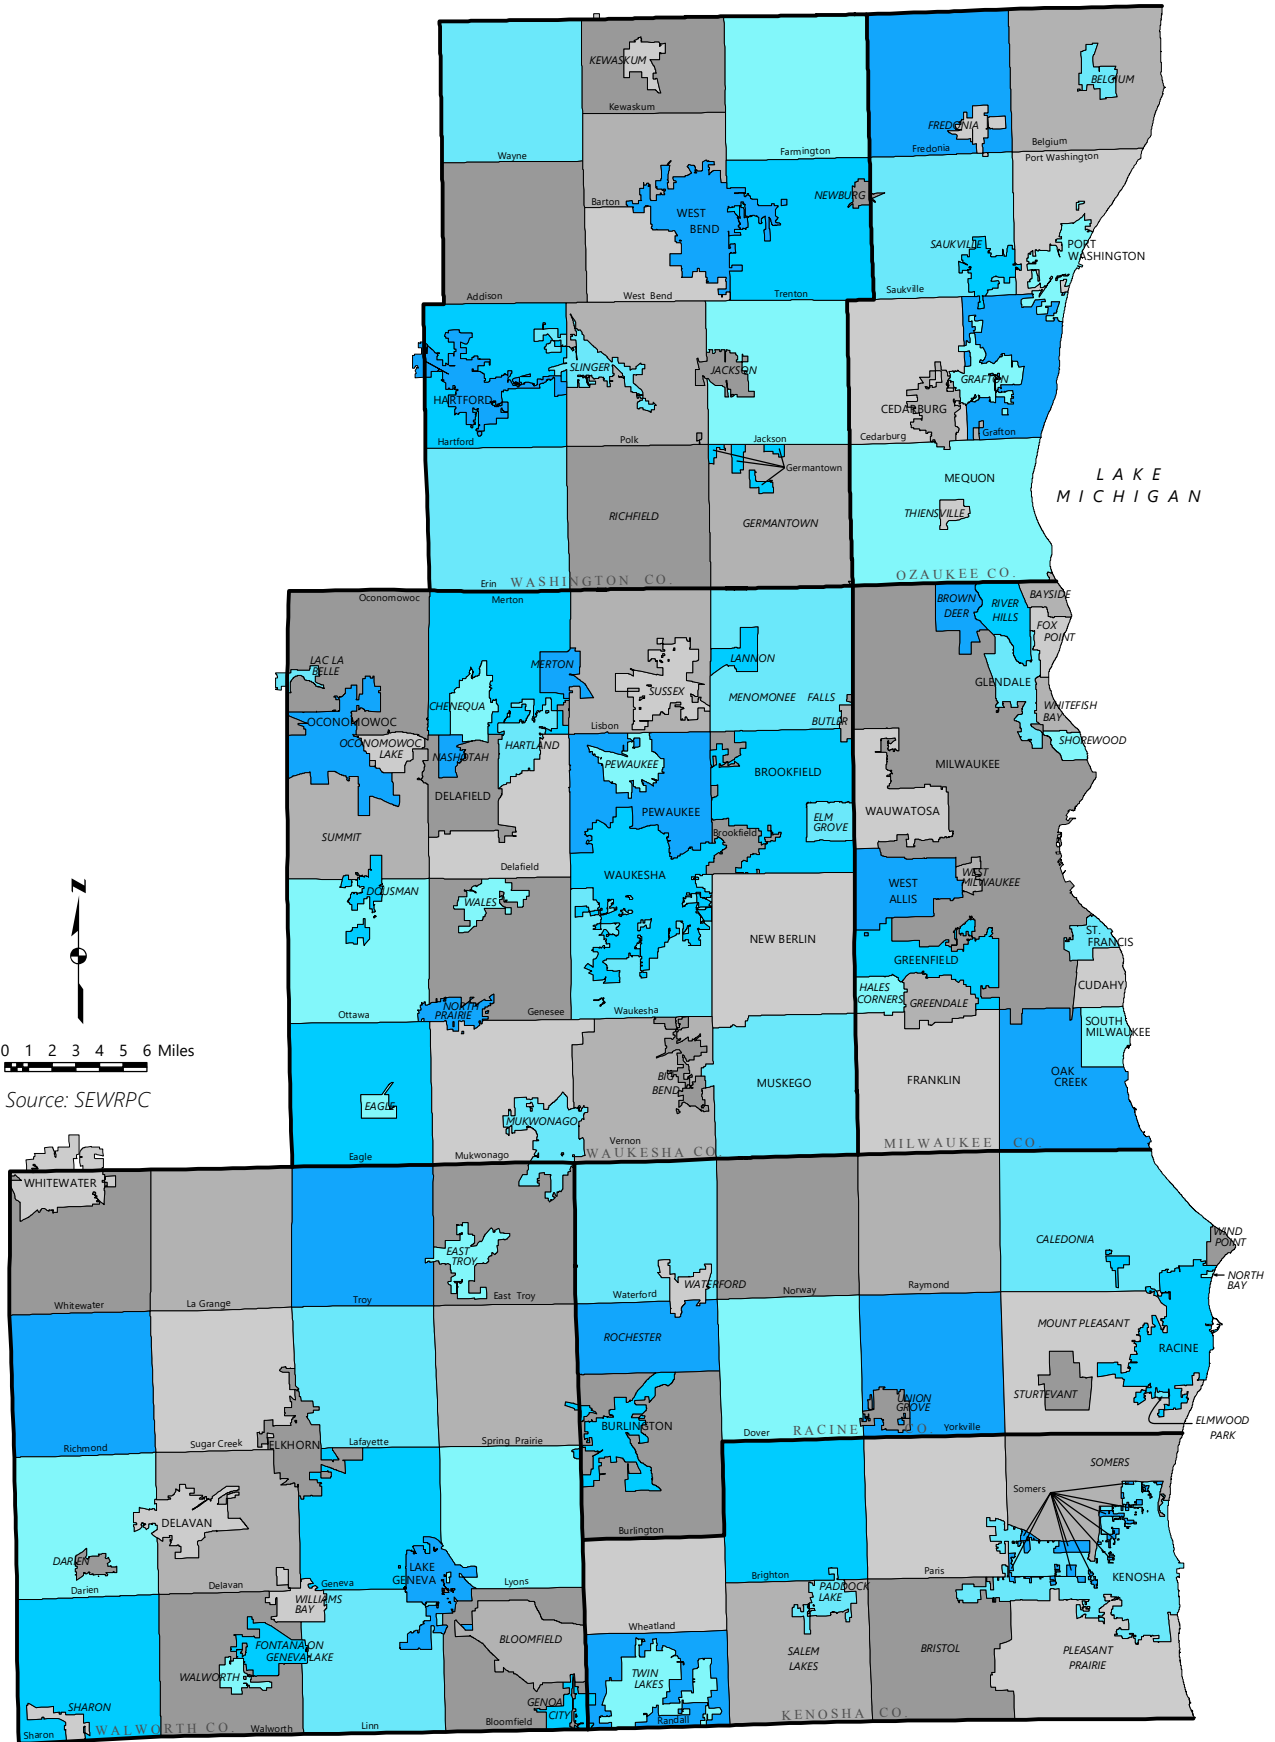 KEWASKUM
Kewaskum
BELGIUM
FREDONIA
Wayne
Farmington
Fredonia
Belgium
Port Washington
NEWBURG
Barton
WEST
BEND
SAUKVILLE
PORT
WASHINGTON
Addison
West Bend
Trenton
Saukville
SLINGER
JACKSON
GRAFTON
HARTFORD
CEDARBURG
Hartford
Polk
Jackson
Cedarburg
Grafton
Germantown
MEQUON
LAKE
MICHIGAN
RICHFIELD
GERMANTOWN
THIENSVILLE
Erin
WASHINGTON CO.
OZAUKEE CO.
Oconomowoc
Merton
BROWN
DEER
RIVER
HILLS
BAYSIDE
FOX
POINT
LAC LA
BELLE
MERTON
LANNON
GLENDALE
CHENEQUA
SUSSEX
MENOMONEE FALLS
WHITEFISH
BAY
OCONOMOWOC
Lisbon
BUTLER
OCONOMOWOC
LAKE
NASHOTAH
HARTLAND
SHOREWOOD
PEWAUKEE
BROOKFIELD
MILWAUKEE
DELAFIELD
PEWAUKEE
WAUWATOSA
SUMMIT
Brookfield
ELM
GROVE
Delafield
WAUKESHA
DOUSMAN
WALES
WEST
ALLIS
WEST
MILWAUKEE
NEW BERLIN
ST.
FRANCIS
GREENFIELD
HALES
CORNERS
GREENDALE
CUDAHY
Ottawa
NORTH
PRAIRIE
Genesee
Waukesha
SOUTH
MILWAUKEE
N
0 1 2 3 4 5 6 Miles
Source: SEWRPC
BIG
BEND
MUSKEGO
FRANKLIN
OAK
CREEK
EAGLE
MUKWONAGO
Eagle
Mukwonago
Vernon
WAUKESHA CO.
MILWAUKEE CO.
WHITEWATER
EAST
TROY
CALEDONIA
WIND
POINT
NORTH
BAY
WATERFORD
Whitewater
La Grange
Troy
East Troy
Waterford
Norway
Raymond
ROCHESTER
MOUNT PLEASANT
RACINE
STURTEVANT
UNION
GROVE
BURLINGTON
ELMWOOD
PARK
Richmond
Sugar Creek
ELKHORN
Lafayette
Spring Prairie
Dover
RACINE CO.
Yorkville
SOMERS
Somers
DELAVAN
Burlington
DARIEN
Darien
Delavan
Geneva
LAKE
GENEVA
Lyons
Brighton
Paris
KENOSHA
WILLIAMS
BAY
PADDOCK
LAKE
Wheatland
FONTANA ON
GENEVA LAKE
BLOOMFIELD
SALEM
LAKES
BRISTOL
PLEASANT
PRAIRIE
WALWORTH
TWIN
LAKES
SHARON
Sharon
WALWORTH CO.
Walworth
Linn
GENOA
CITY
Bloomfield
Randall
KENOSHA CO.